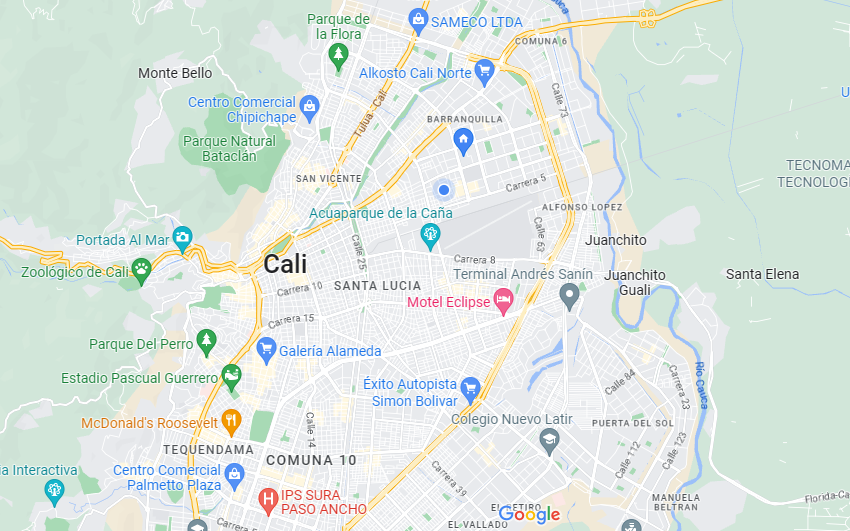 Parque de
la Flora
SAMECO LTDA
COMUNA 6
Monte Bello
Alkosto Cali Norte
Centro Comercial
Chipichape
Tulua - Cali
Calle 73
BARRANQUILLA
Parque Natural
Bataclán
SAN VICENTE
TECNOMA
TECNOLOG
Carrera 5
Acuaparque de la Caña
ALFONSO LOPEZ
Portada Al Mar
Calle 25
Calle 63
Juanchito
Zoológico de Cali
Cali
Carrera 8
Terminal Andrés Sanín
Juanchito
Guali
Santa Elena
Carrera 10
SANTA LUCIA
Motel Eclipse
Carrera 15
Parque Del Perro
Galería Alameda
Estadio Pascual Guerrero
Éxito Autopista
Simon Bolivar
Calle 84
Carrera 23
Río Cauca
McDonald's Roosevelt
Calle 14
Colegio Nuevo Latir
PUERTA DEL SOL
Calle 123
TEQUENDAMA
COMUNA 10
Calle 112
ia Interactiva
Centro Comercial
Palmetto Plaza
Carrera 39
IPS SURA
PASO ANCHO
EL RETIRO
Google
MANUELA
BELTRAN
Florida-Ca
Carrera 5
EL VALLADO